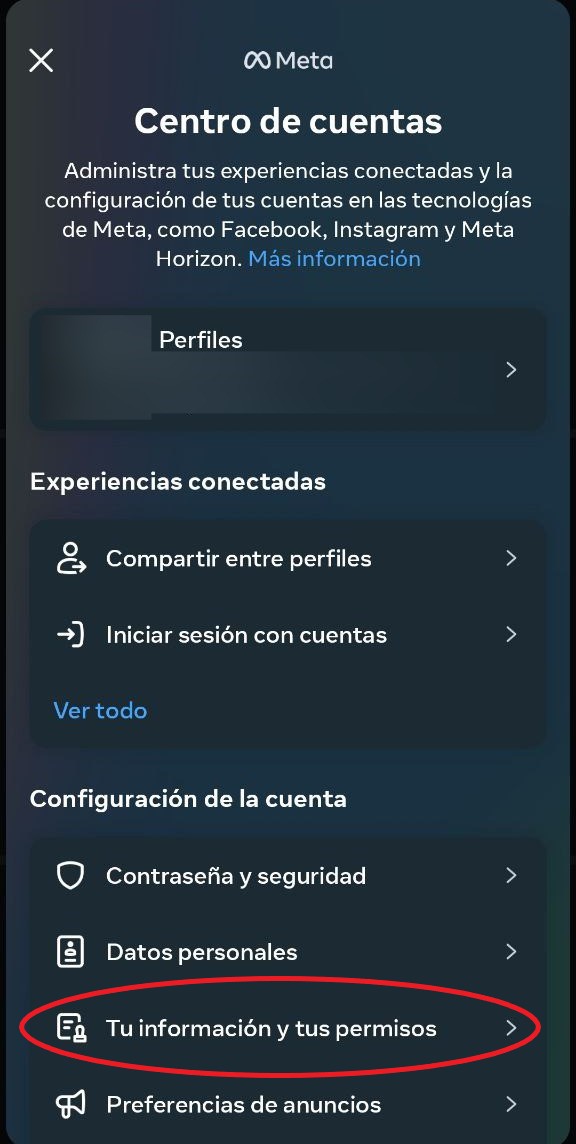 Meta
Centro de cuentas
Administra tus experiencias conectadas y la
configuración de tus cuentas en las tecnologías
de Meta, como Facebook, Instagram y Meta
Horizon. Más información
Perfiles
Experiencias conectadas
Compartir entre perfiles
Iniciar sesión con cuentas
Ver todo
Configuración de la cuenta
Contraseña y seguridad
Datos personales
Tu información y tus permisos
Preferencias de anuncios